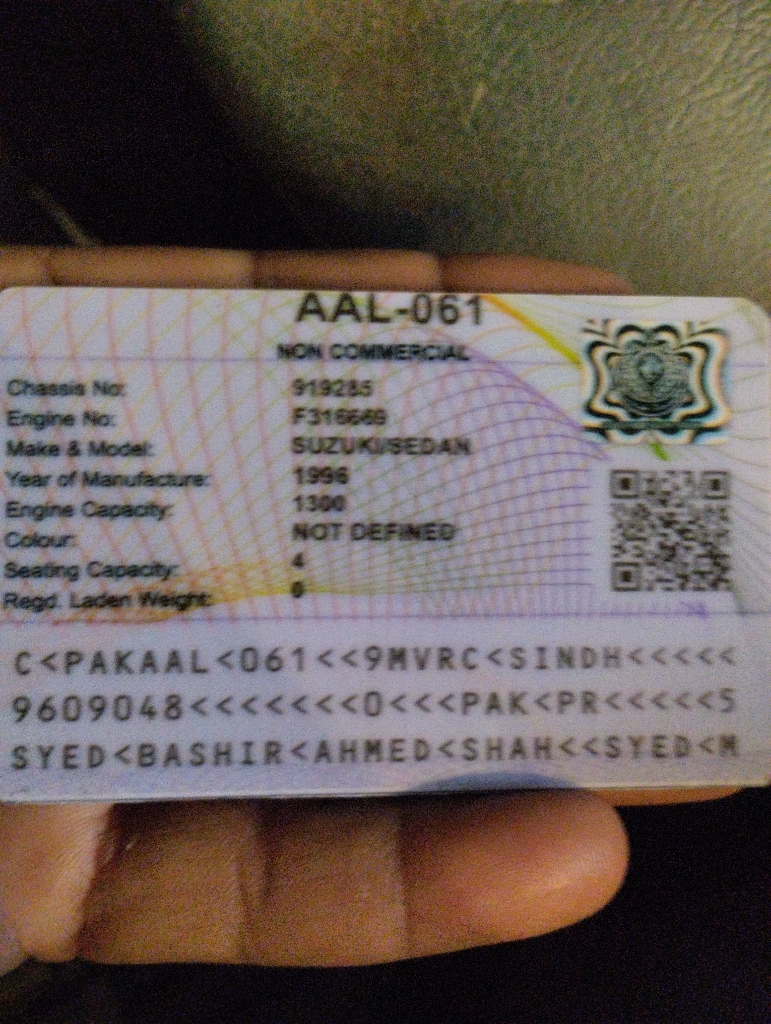 AAL-061
NON COMMERCIAL
Chassis No: 919285
Engine No: F316669
Make & Model: SUZUKI/SEDAN
Year of Manufacture: 1996
Engine Capacity: 1300
Colour: NOT DEFINED
Seating Capacity: 4
Regd. Laden Weight: 0
C<PAKAAL<061<<9MVRC<SINDH<<<<<
9609048<<<<<<<0<<<PAK<PR<<<<<5
SYED<BASHIR<AHMED<SHAH<<SYED<M